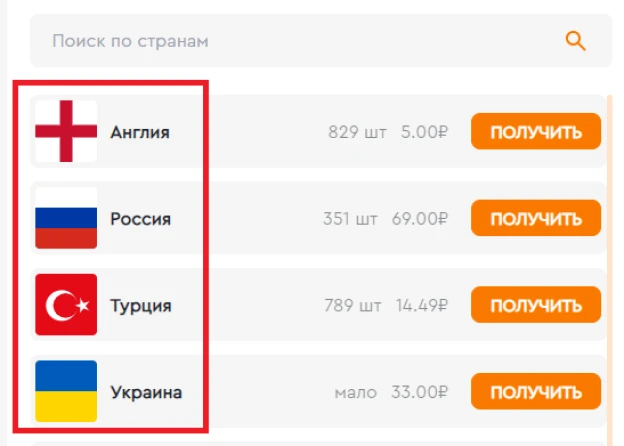 Поиск по странам
Англия 829 шт 5.00₽ ПОЛУЧИТЬ
Россия 351 шт 69.00₽ ПОЛУЧИТЬ
Турция 789 шт 14.49₽ ПОЛУЧИТЬ
Украина мало 33.00₽ ПОЛУЧИТЬ